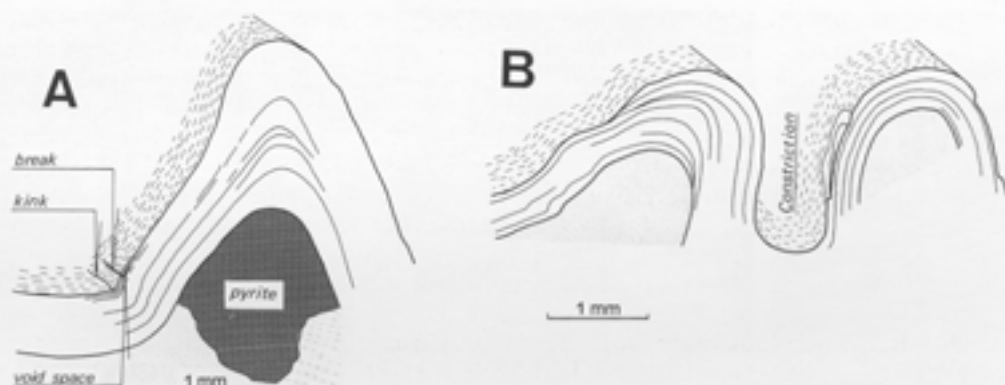 A
break
kink
pyrite
void space
1 mm
B
Constriction
1 mm